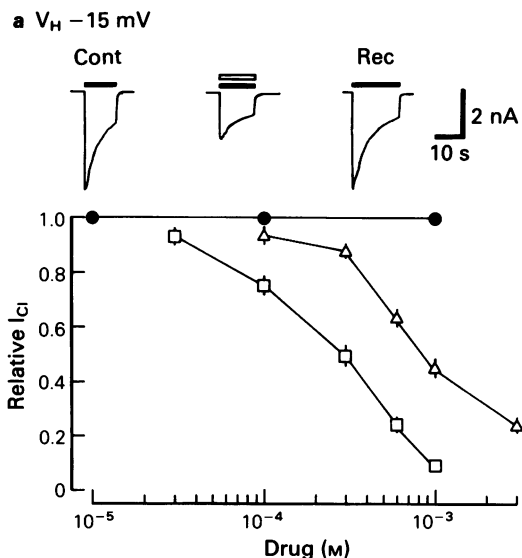 a V_H −15 mV
Cont
Rec
2 nA
10 s
1.0
0.8
0.6
0.4
0.2
0
Relative I_Cl
10⁻⁵
10⁻⁴
10⁻³
Drug (M)